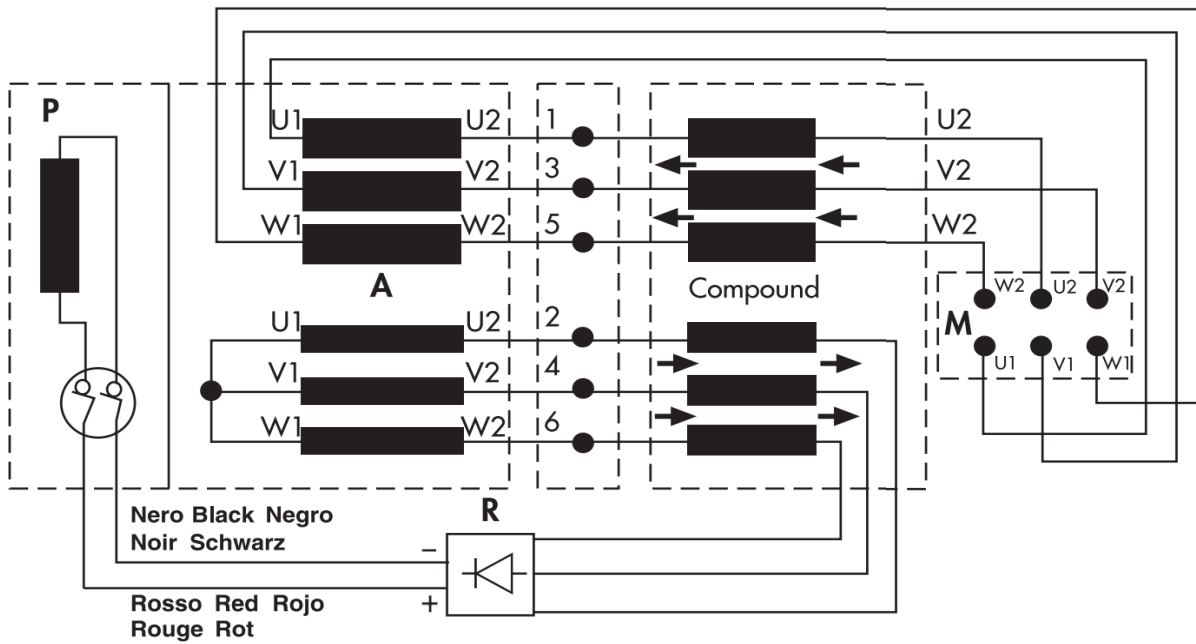 P
U1 U2 1 U2
V1 V2 3 V2
W1 W2 5 W2
A
Compound
W2 U2 V2
M
U1 V1 W1
U1 U2 2
V1 V2 4
W1 W2 6
Nero Black Negro
Noir Schwarz
R
−
+
Rosso Red Rojo
Rouge Rot